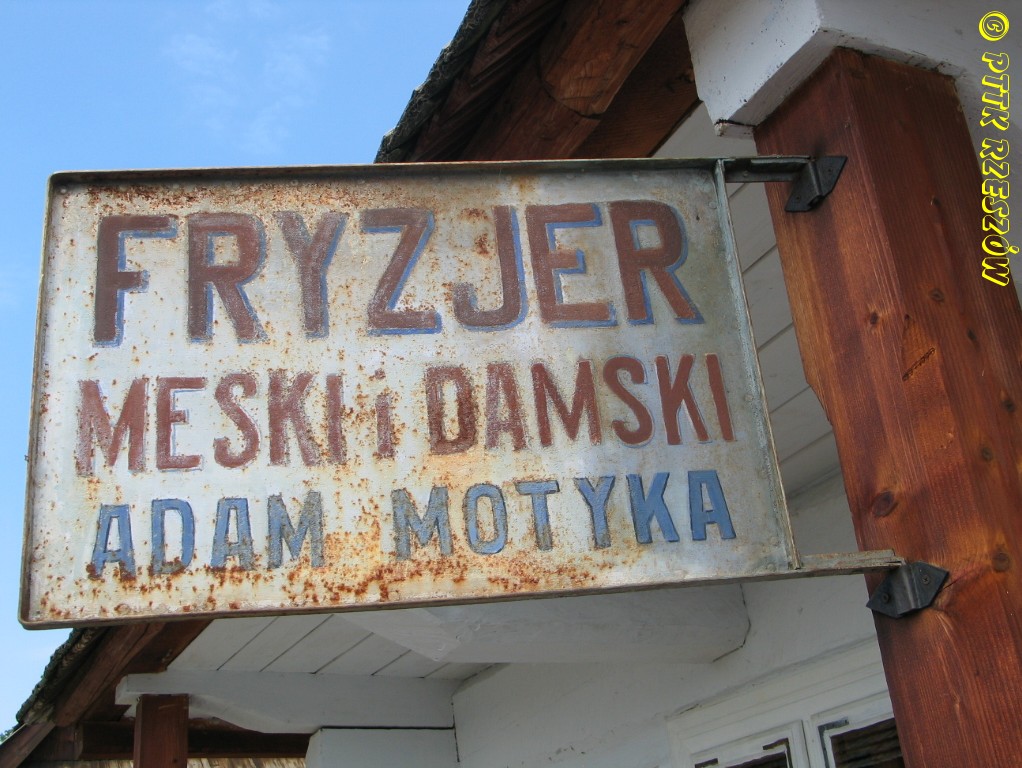 FRYZJER
MESKI i DAMSKI
ADAM MOTYKA
© PTTK RZESZÓW